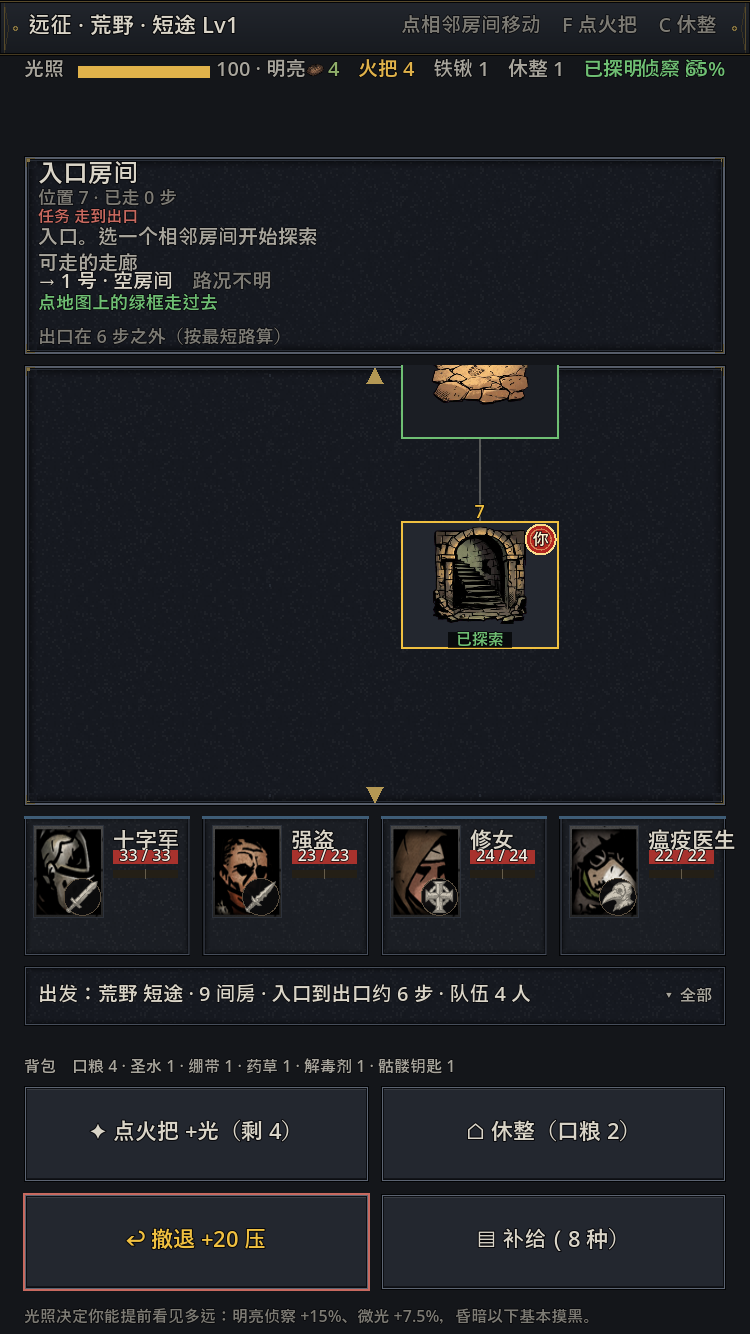 远征 · 荒野 · 短途 Lv1 点相邻房间移动 F 点火把 C 休整
光照 100 · 明亮 4 火把 4 铁锹 1 休整 1 已探明侦察 65%
入口房间
位置 7 · 已走 0 步
任务 走到出口
入口。选一个相邻房间开始探索
可走的走廊
→ 1 号 · 空房间 路况不明
点地图上的绿框走过去
出口在 6 步之外（按最短路算）
7
你
已探索
十字军 强盗 修女 瘟疫医生
33 / 33 23 / 23 24 / 24 22 / 22
出发：荒野 短途 · 9 间房 · 入口到出口约 6 步 · 队伍 4 人 ▾ 全部
背包 口粮 4 · 圣水 1 · 绷带 1 · 药草 1 · 解毒剂 1 · 骷髅钥匙 1
✦ 点火把 +光（剩 4） ⌂ 休整（口粮 2）
↩ 撤退 +20 压 ▤ 补给 ( 8 种）
光照决定你能提前看见多远：明亮侦察 +15%、微光 +7.5%，昏暗以下基本摸黑。